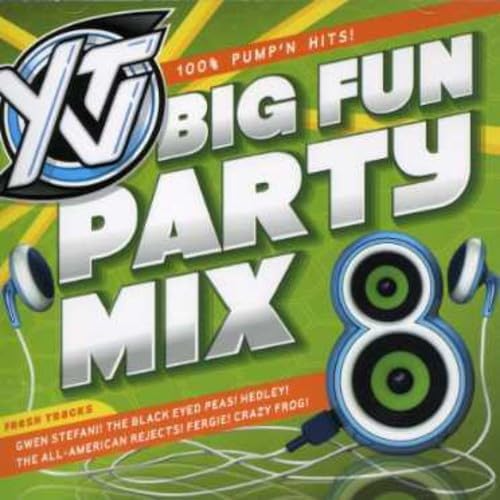 100% PUMP'N HITS!
YTV
BIG FUN
PARTY
MIX
8
FRESH TRACKS
GWEN STEFANI! THE BLACK EYED PEAS! HEDLEY!
THE ALL-AMERICAN REJECTS! FERGIE! CRAZY FROG!